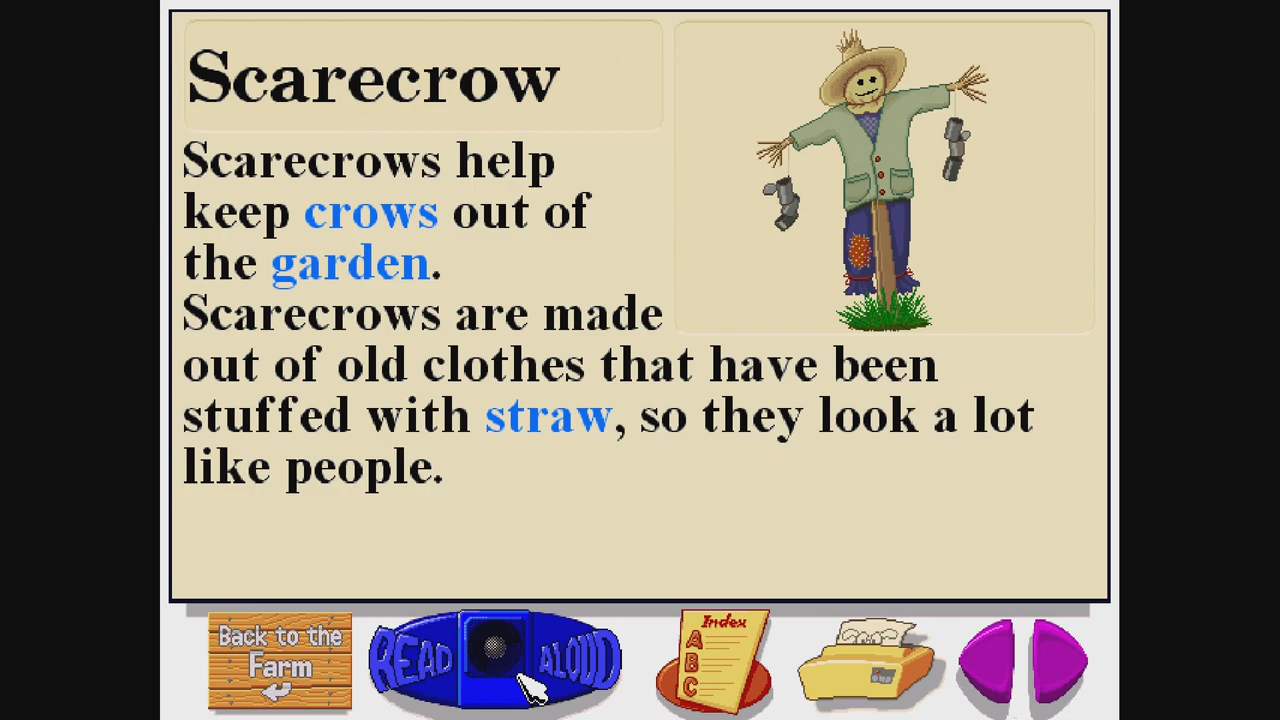 Scarecrow
Scarecrows help
keep crows out of
the garden.
Scarecrows are made
out of old clothes that have been
stuffed with straw, so they look a lot
like people.
Back to the
Farm
READ ALOUD
Index
A
B
C